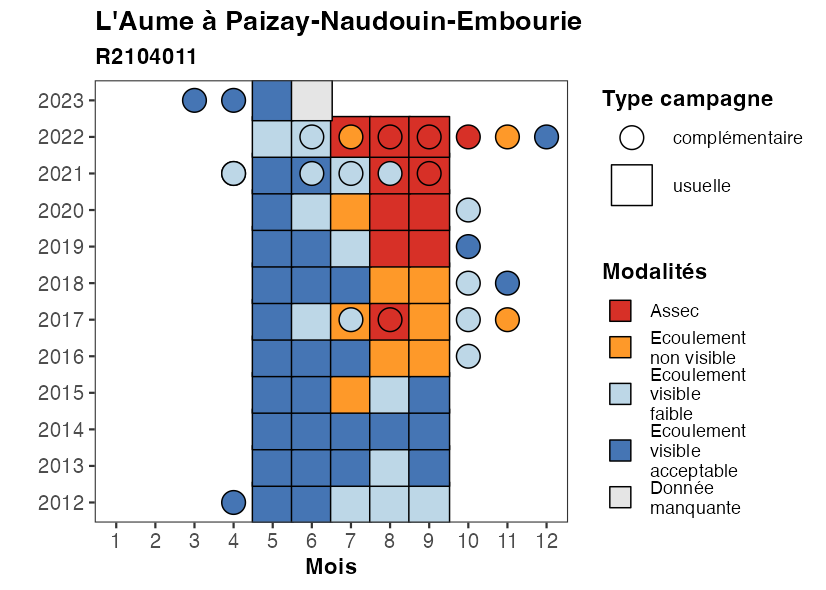 L'Aume à Paizay-Naudouin-Embourie
R2104011
2023
2022
2021
2020
2019
2018
2017
2016
2015
2014
2013
2012
1 2 3 4 5 6 7 8 9 10 11 12
Mois
Type campagne
complémentaire
usuelle
Modalités
Assec
Ecoulement
non visible
Ecoulement
visible
faible
Ecoulement
visible
acceptable
Donnée
manquante